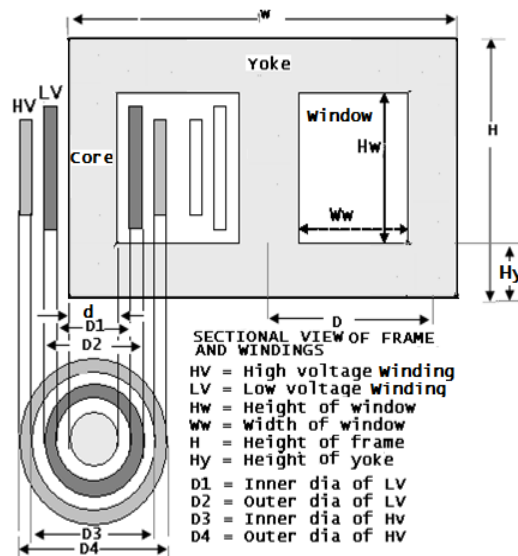 W
Yoke
LV
HV
Window
H
Core
Hw
Ww
Hy
d
D
D1
D2
SECTIONAL VIEW OF FRAME
AND WINDINGS
HV = High voltage Winding
LV = Low voltage Winding
Hw = Height of window
Ww = Width of window
H = Height of frame
Hy = Height of yoke
D1 = Inner dia of LV
D2 = Outer dia of LV
D3 = Inner dia of Hv
D4 = Outer dia of HV
D3
D4